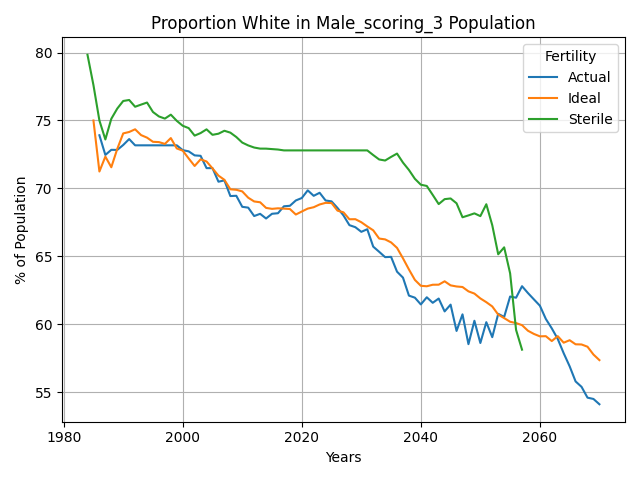 Proportion White in Male_scoring_3 Population
% of Population
80
75
70
65
60
55
Fertility
Actual
Ideal
Sterile
1980
2000
2020
2040
2060
Years